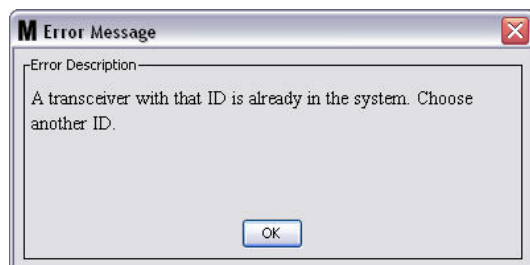 M Error Message
Error Description
A transceiver with that ID is already in the system. Choose
another ID.
OK